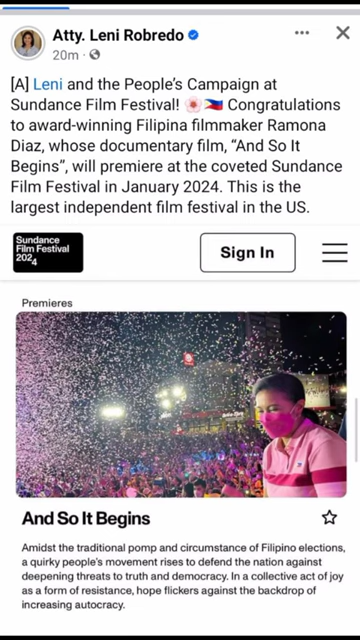 Atty. Leni Robredo
20m ·
[A] Leni and the People's Campaign at
Sundance Film Festival! 🌸🇵🇭 Congratulations
to award-winning Filipina filmmaker Ramona
Diaz, whose documentary film, “And So It
Begins”, will premiere at the coveted Sundance
Film Festival in January 2024. This is the
largest independent film festival in the US.
Sundance
Film Festival
2024
Sign In
Premieres
And So It Begins
Amidst the traditional pomp and circumstance of Filipino elections,
a quirky people’s movement rises to defend the nation against
deepening threats to truth and democracy. In a collective act of joy
as a form of resistance, hope flickers against the backdrop of
increasing autocracy.